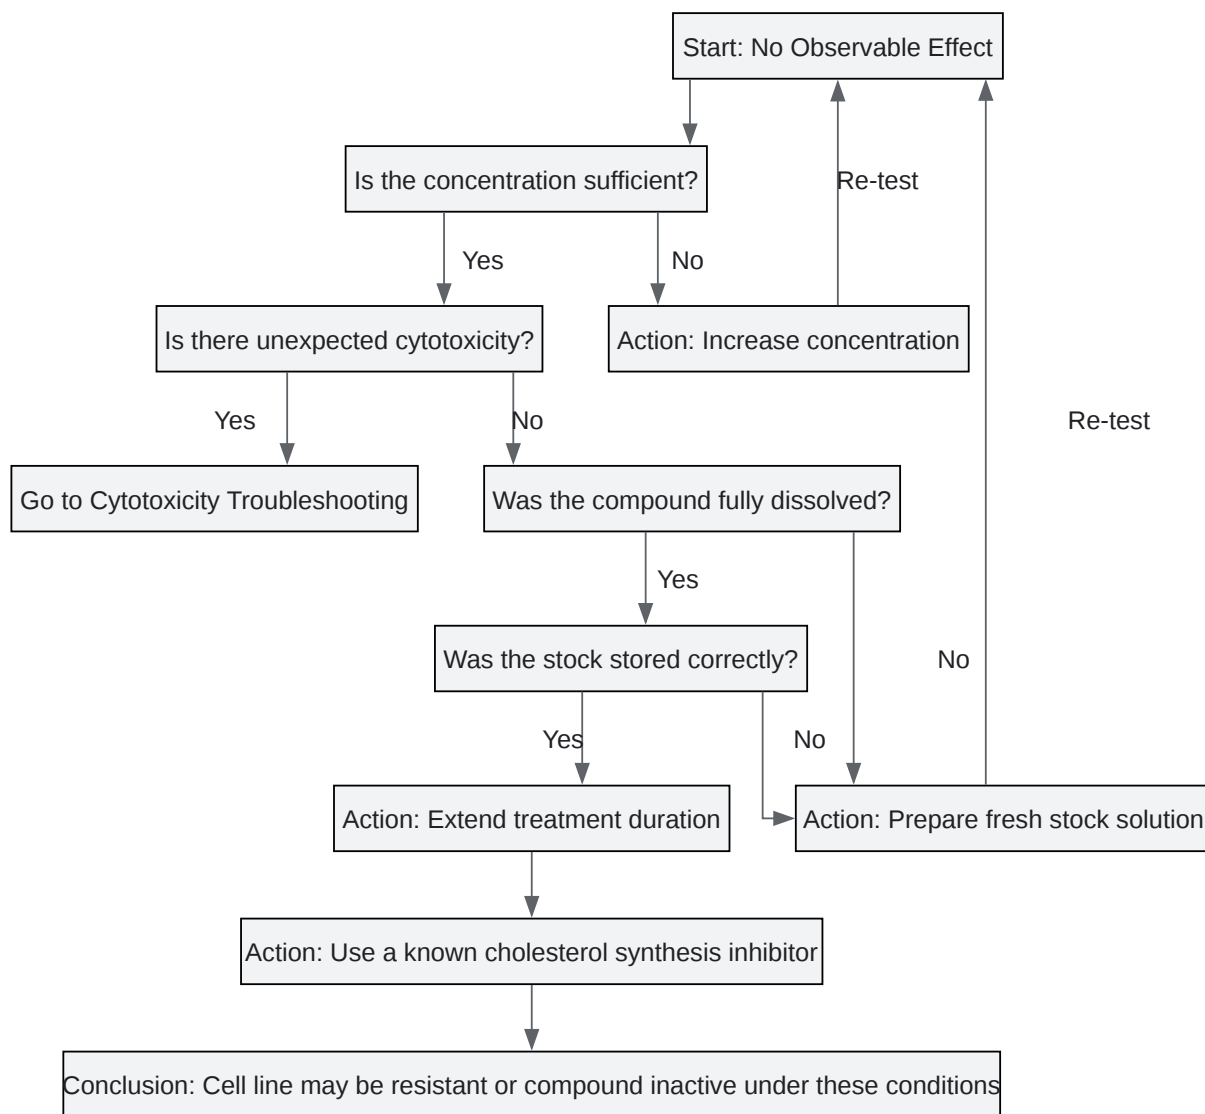 Start: No Observable Effect
Is the concentration sufficient?
Re-test
Yes
No
Is there unexpected cytotoxicity?
Action: Increase concentration
Yes
No
Re-test
Go to Cytotoxicity Troubleshooting
Was the compound fully dissolved?
Yes
Was the stock stored correctly?
No
Yes
No
Action: Extend treatment duration
Action: Prepare fresh stock solution
Action: Use a known cholesterol synthesis inhibitor
Conclusion: Cell line may be resistant or compound inactive under these conditions